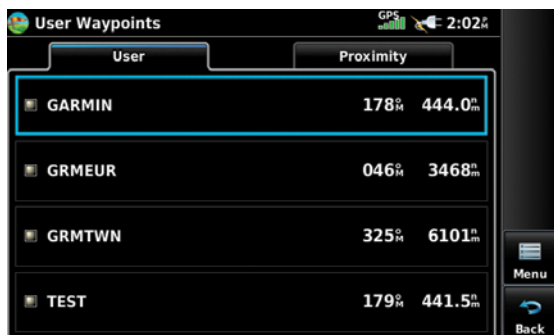 User Waypoints GPS 2:02 AM
User Proximity
GARMIN 178°M 444.0nm
GRMEUR 046°M 3468nm
GRMTWN 325°M 6101nm
Menu
TEST 179°M 441.5nm
Back